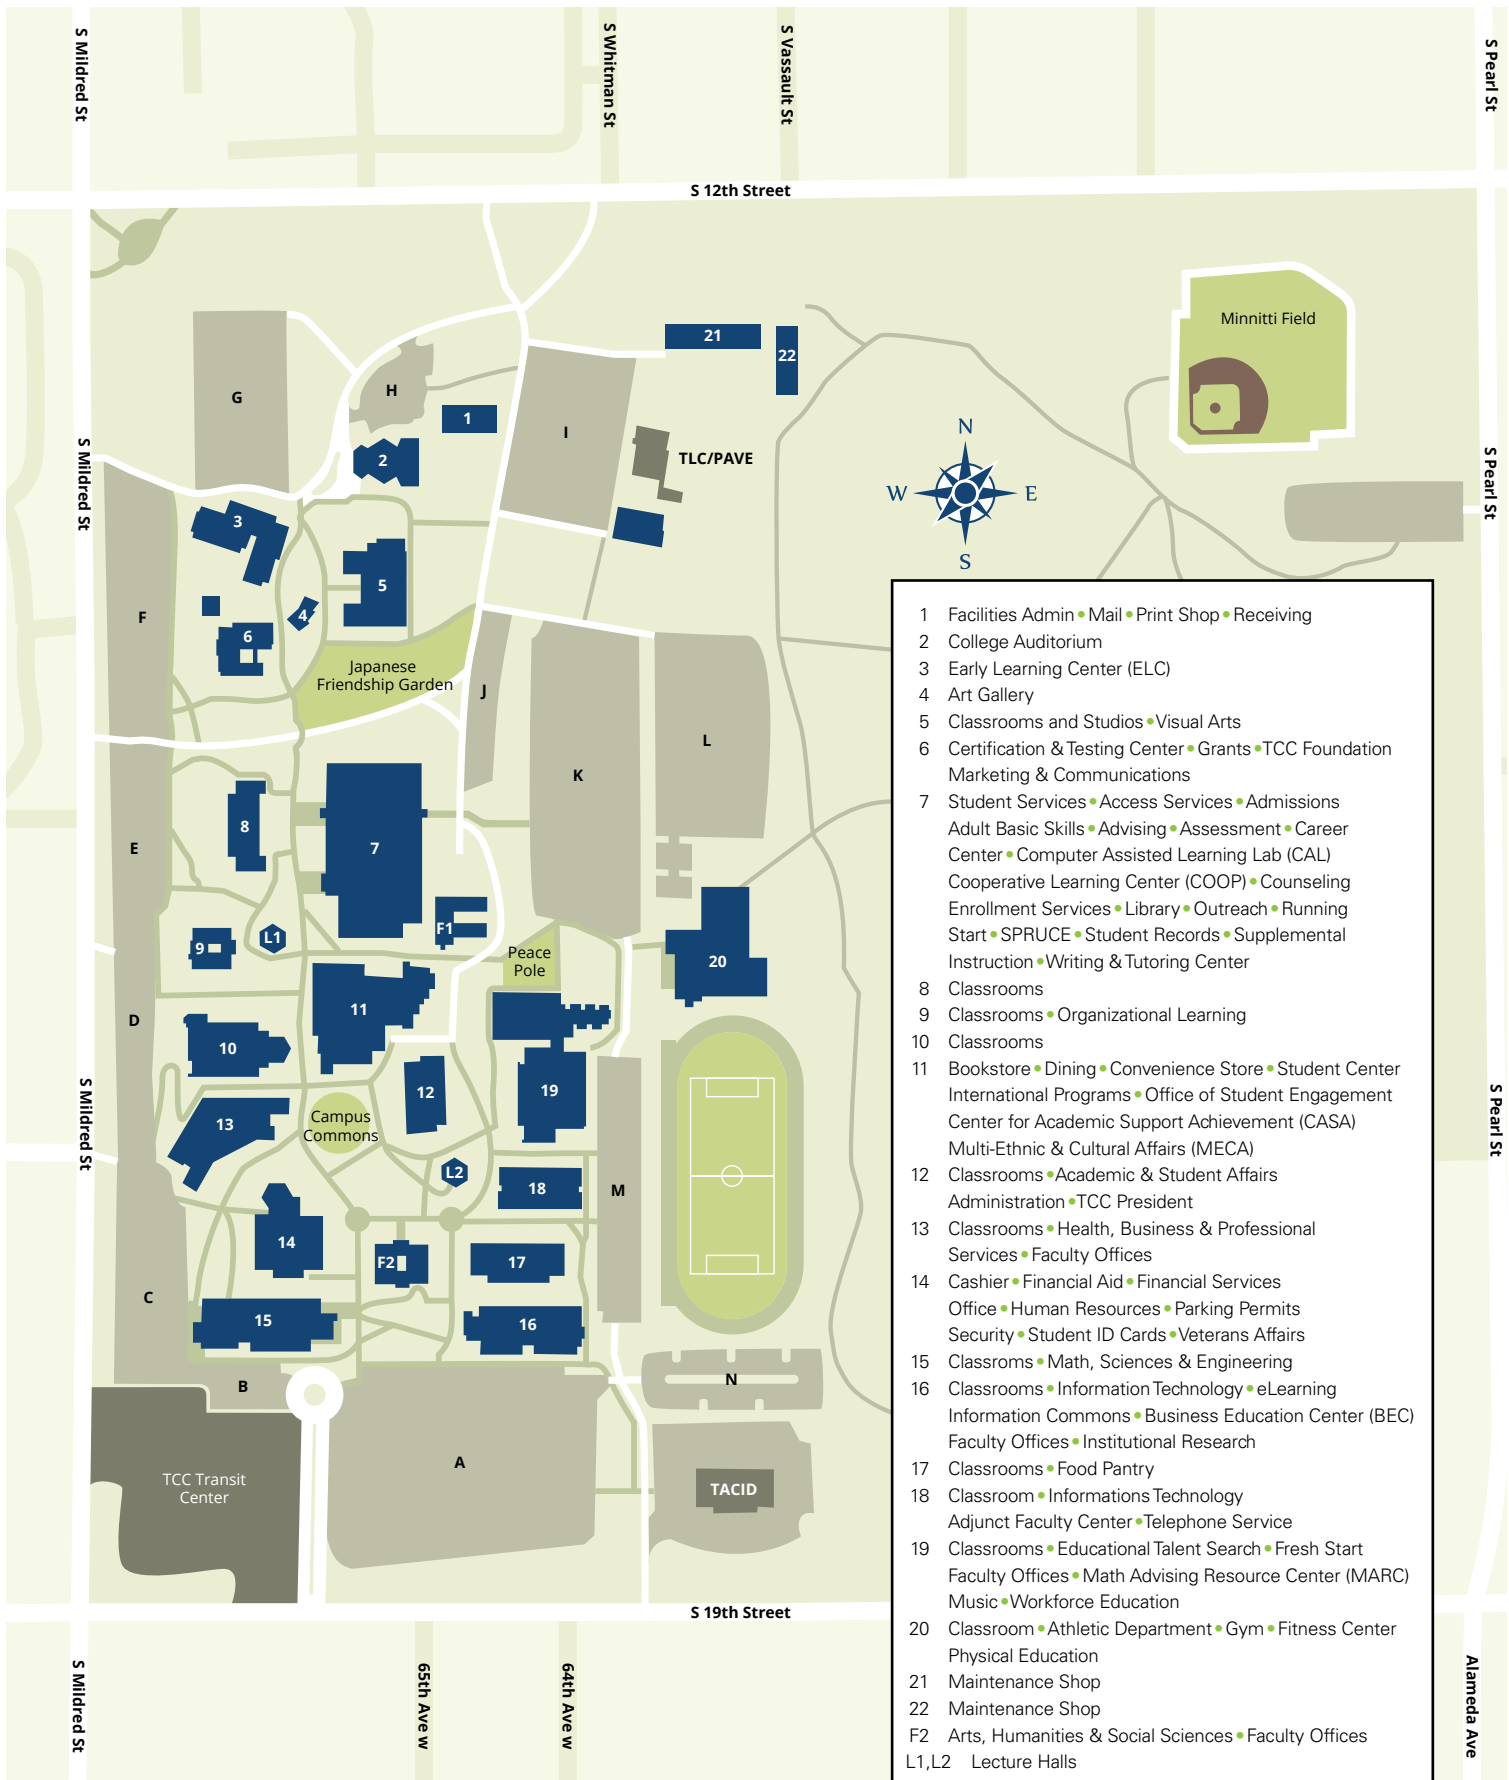 S Mildred St
S Whitman St
S Vassault St
S Pearl St
S 12th Street
Minnitti Field
21
22
G
H
1
I
2
TLC/PAVE
N
W
E
S
S Mildred St
S Pearl St
3
5
4
F
6
Japanese
Friendship Garden
J
L
K
8
7
E
F1
L1
9
Peace
Pole
20
11
D
10
12
19
13
Campus
Commons
S Mildred St
S Pearl St
L2
18
M
14
F2
17
C
15
16
B
N
A
TCC Transit
Center
TACID
S 19th Street
S Mildred St
65th Ave w
64th Ave w
Alameda Ave
1 Facilities Admin • Mail • Print Shop • Receiving
2 College Auditorium
3 Early Learning Center (ELC)
4 Art Gallery
5 Classrooms and Studios • Visual Arts
6 Certification & Testing Center • Grants • TCC Foundation
Marketing & Communications
7 Student Services • Access Services • Admissions
Adult Basic Skills • Advising • Assessment • Career
Center • Computer Assisted Learning Lab (CAL)
Cooperative Learning Center (COOP) • Counseling
Enrollment Services • Library • Outreach • Running
Start • SPRUCE • Student Records • Supplemental
Instruction • Writing & Tutoring Center
8 Classrooms
9 Classrooms • Organizational Learning
10 Classrooms
11 Bookstore • Dining • Convenience Store • Student Center
International Programs • Office of Student Engagement
Center for Academic Support Achievement (CASA)
Multi-Ethnic & Cultural Affairs (MECA)
12 Classrooms • Academic & Student Affairs
Administration • TCC President
13 Classrooms • Health, Business & Professional
Services • Faculty Offices
14 Cashier • Financial Aid • Financial Services
Office • Human Resources • Parking Permits
Security • Student ID Cards • Veterans Affairs
15 Classroms • Math, Sciences & Engineering
16 Classrooms • Information Technology • eLearning
Information Commons • Business Education Center (BEC)
Faculty Offices • Institutional Research
17 Classrooms • Food Pantry
18 Classroom • Informations Technology
Adjunct Faculty Center • Telephone Service
19 Classrooms • Educational Talent Search • Fresh Start
Faculty Offices • Math Advising Resource Center (MARC)
Music • Workforce Education
20 Classroom • Athletic Department • Gym • Fitness Center
Physical Education
21 Maintenance Shop
22 Maintenance Shop
F2 Arts, Humanities & Social Sciences • Faculty Offices
L1,L2 Lecture Halls